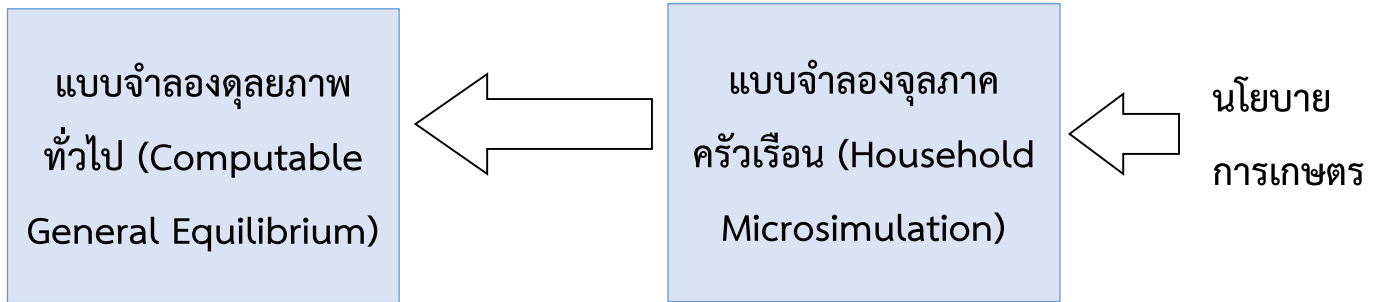 แบบจำลองดุลยภาพ
ทั่วไป (Computable
General Equilibrium)
แบบจำลองจุลภาค
ครัวเรือน (Household
Microsimulation)
นโยบาย
การเกษตร